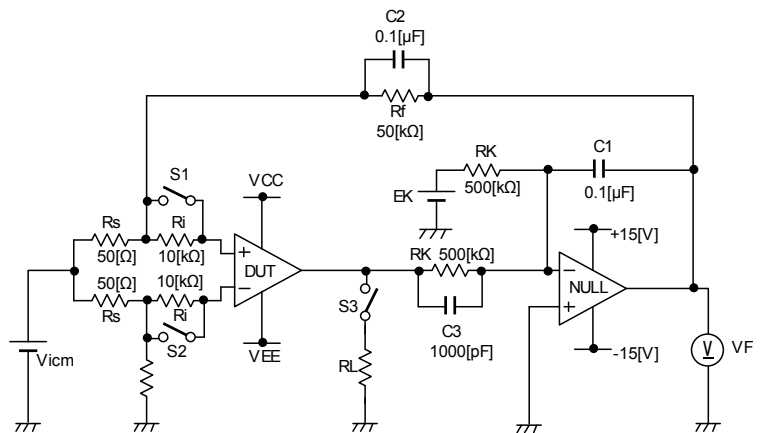 C2
0.1[µF]
Rf
50[kΩ]
S1
VCC
RK
500[kΩ]
C1
0.1[µF]
EK
Rs
50[Ω]
Ri
10[kΩ]
+
DUT
−
50[Ω]
Rs
10[kΩ]
Ri
S2
VEE
Vicm
RK 500[kΩ]
C3
1000[pF]
S3
RL
+15[V]
−
NULL
+
-15[V]
V
VF